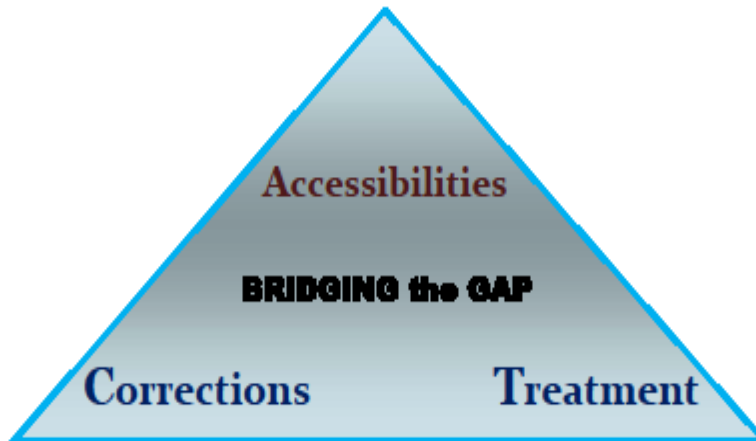 Accessibilities
BRIDGING the GAP
Corrections Treatment